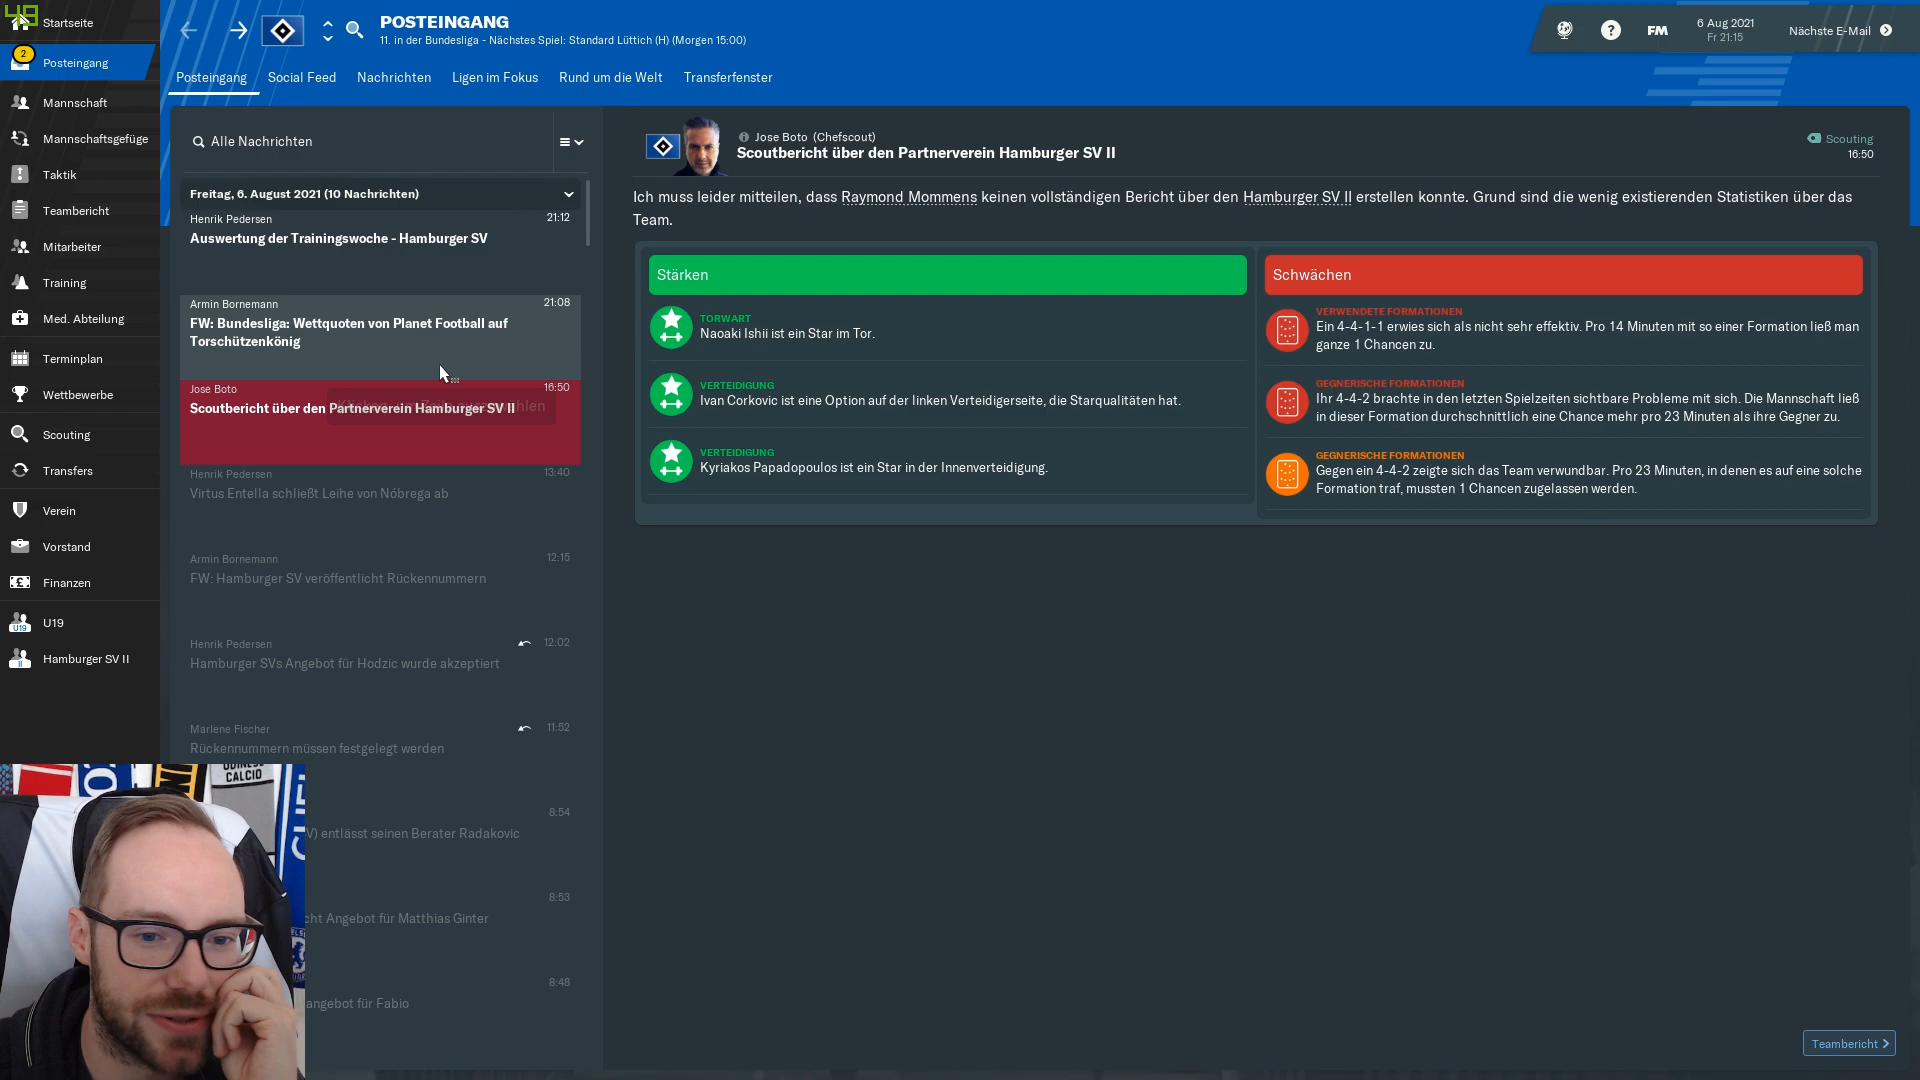 49
Startseite
2
Posteingang
Mannschaft
Mannschaftsgefüge
Taktik
Teambericht
Mitarbeiter
Training
Med. Abteilung
Terminplan
Wettbewerbe
Scouting
Transfers
Verein
Vorstand
Finanzen
U19
U19
II
Hamburger SV II
POSTEINGANG
11. in der Bundesliga - Nächstes Spiel: Standard Lüttich (H) (Morgen 15:00)
FM
6 Aug 2021
Fr 21:15
Nächste E-Mail
Posteingang
Social Feed
Nachrichten
Ligen im Fokus
Rund um die Welt
Transferfenster
Alle Nachrichten
Freitag, 6. August 2021 (10 Nachrichten)
Henrik Pedersen 21:12
Auswertung der Trainingswoche - Hamburger SV
Armin Bornemann 21:08
FW: Bundesliga: Wettquoten von Planet Football auf
Torschützenkönig
Jose Boto 16:50
Scoutbericht über den Partnerverein Hamburger SV II
Henrik Pedersen 13:40
Virtus Entella schließt Leihe von Nóbrega ab
Armin Bornemann 12:15
FW: Hamburger SV veröffentlicht Rückennummern
Henrik Pedersen 12:02
Hamburger SVs Angebot für Hodzic wurde akzeptiert
Marlene Fischer 11:52
Rückennummern müssen festgelegt werden
8:54
V) entlässt seinen Berater Radakovic
8:53
cht Angebot für Matthias Ginter
8:48
angebot für Fabio
Jose Boto (Chefscout)
Scoutbericht über den Partnerverein Hamburger SV II
Scouting
16:50
Ich muss leider mitteilen, dass Raymond Mommens keinen vollständigen Bericht über den Hamburger SV II erstellen konnte. Grund sind die wenig existierenden Statistiken über das
Team.
Stärken
TORWART
Naoaki Ishii ist ein Star im Tor.
VERTEIDIGUNG
Ivan Corkovic ist eine Option auf der linken Verteidigerseite, die Starqualitäten hat.
VERTEIDIGUNG
Kyriakos Papadopoulos ist ein Star in der Innenverteidigung.
Schwächen
VERWENDETE FORMATIONEN
Ein 4-4-1-1 erwies sich als nicht sehr effektiv. Pro 14 Minuten mit so einer Formation ließ man
ganze 1 Chancen zu.
GEGNERISCHE FORMATIONEN
Ihr 4-4-2 brachte in den letzten Spielzeiten sichtbare Probleme mit sich. Die Mannschaft ließ
in dieser Formation durchschnittlich eine Chance mehr pro 23 Minuten als ihre Gegner zu.
GEGNERISCHE FORMATIONEN
Gegen ein 4-4-2 zeigte sich das Team verwundbar. Pro 23 Minuten, in denen es auf eine solche
Formation traf, mussten 1 Chancen zugelassen werden.
Teambericht
CALCIO